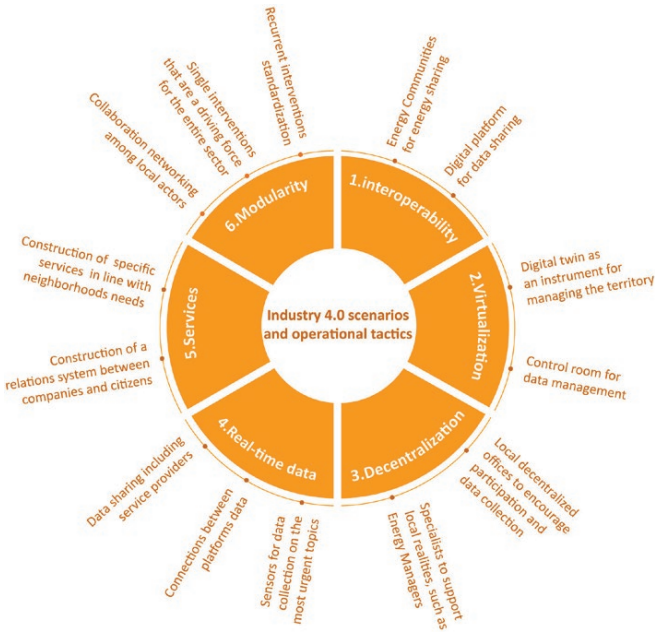 Industry 4.0 scenarios
and operational tactics
1.interoperability
Energy Communities
for energy sharing
Digital platform
for data sharing
2.Virtualization
Digital twin as
an instrument for
managing the territory
Control room for
data management
3.Decentralization
Local decentralized
offices to encourage
participation and
data collection
Specialists to support
local realities, such as
Energy Managers
4.Real-time data
Sensors for data
collection on the
most urgent topics
Connections between
platforms data
Data sharing including
service providers
5.Services
Construction of a
relations system between
companies and citizens
Construction of specific
services in line with
neighborhoods needs
6.Modularity
Collaboration networking
among local actors
Single interventions
that are a driving force
for the entire sector
Recurrent interventions
standardization